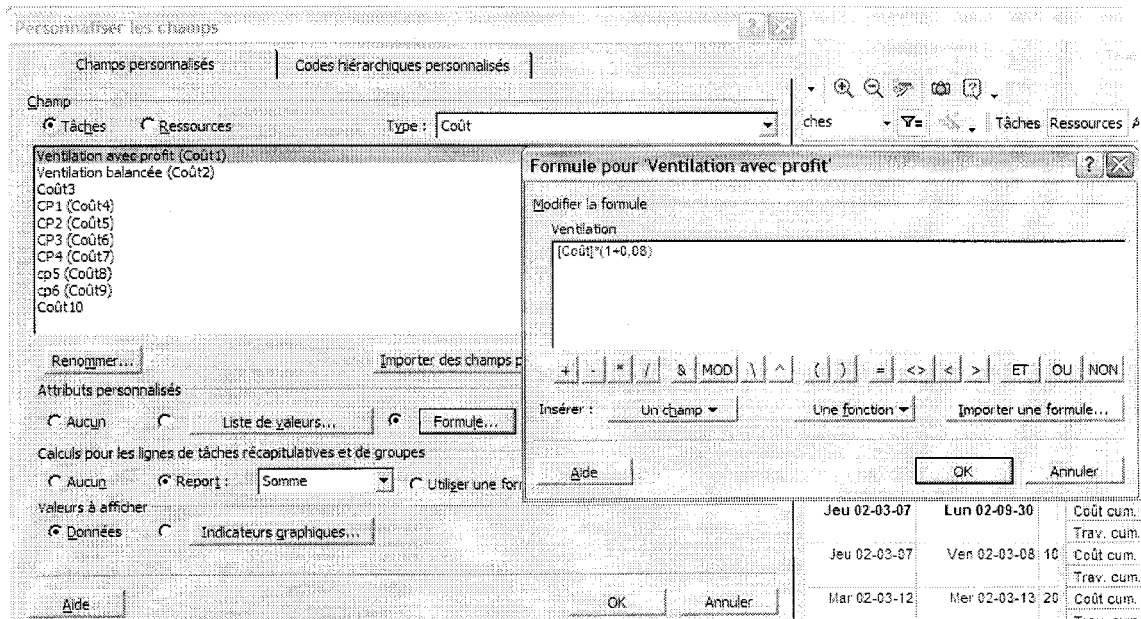 Personnaliser les champs
Champs personnalisés Codes hiérarchiques personnalisés
Champ
Tâches Ressources Type : Coût
Ventilation avec profit (Coût1)
Ventilation balancée (Coût2)
Coût3
CP1 (Coût4)
CP2 (Coût5)
CP3 (Coût6)
CP4 (Coût7)
cp5 (Coût8)
cp6 (Coût9)
Coût10
Renommer... Importer des champs p
Attributs personnalisés
Aucun Liste de valeurs... Formule...
Calculs pour les lignes de tâches récapitulatives et de groupes
Aucun Report : Somme Utiliser une for
Valeurs à afficher
Données Indicateurs graphiques...
Aide OK Annuler
ches Tâches Ressources A
Formule pour 'Ventilation avec profit'
Modifier la formule
Ventilation
[Coût]*(1+0,08)
+ - * / & MOD \ ^ ( ) = <> < > ET OU NON
Insérer : Un champ Une fonction Importer une formule...
Aide OK Annuler
Jeu 02-03-07 Lun 02-09-30 Coût cum.
Trav. cum.
Jeu 02-03-07 Ven 02-03-08 10 Coût cum.
Trav. cum.
Mar 02-03-12 Mer 02-03-13 20 Coût cum.